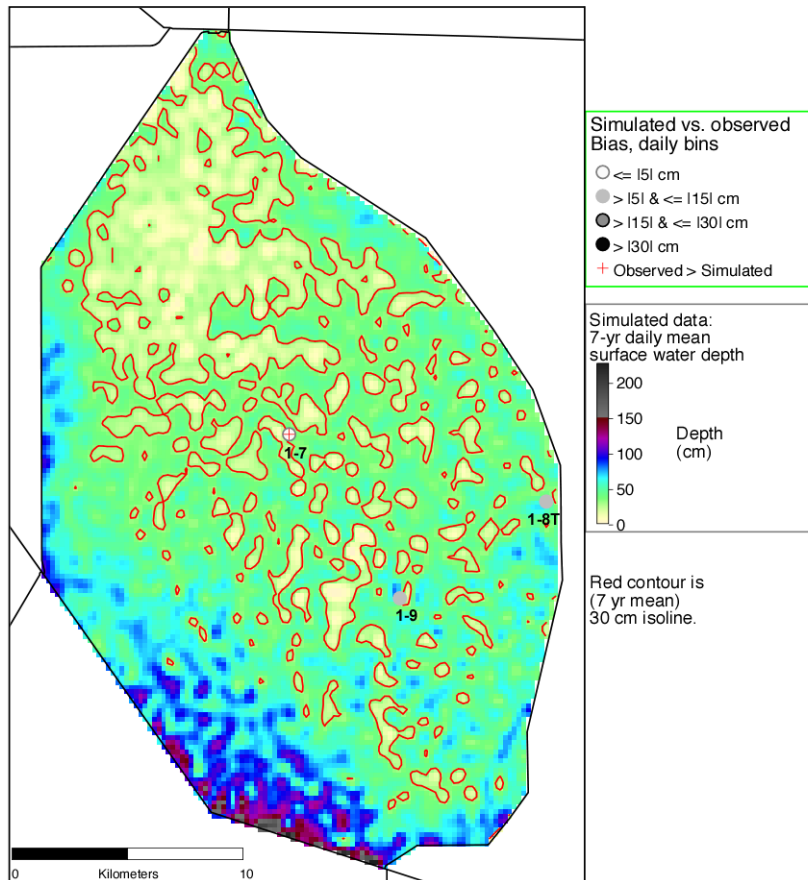 Simulated vs. observed
Bias, daily bins
<= |5| cm
> |5| & <= |15| cm
> |15| & <= |30| cm
> |30| cm
Observed > Simulated
Simulated data:
7-yr daily mean
surface water depth
200
150
100
50
0
Depth
(cm)
1-7
1-8T
1-9
Red contour is
(7 yr mean)
30 cm isoline.
0 Kilometers 10